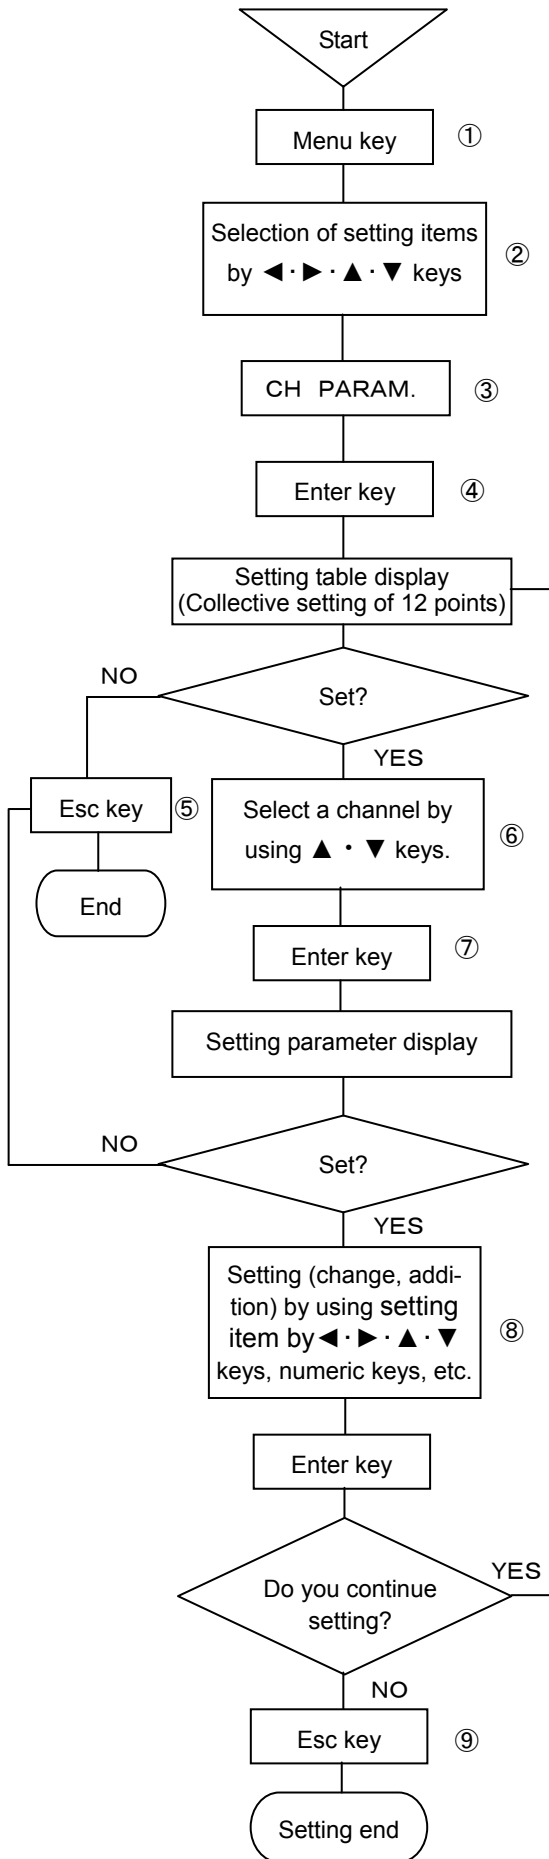 Start
Menu key ①
Selection of setting items
by ◀・▶・▲・▼ keys ②
CH PARAM. ③
Enter key ④
Setting table display
(Collective setting of 12 points)
NO
Set?
YES
Esc key ⑤
Select a channel by
using ▲・▼ keys. ⑥
End
Enter key ⑦
Setting parameter display
NO
Set?
YES
Setting (change, addi-
tion) by using setting
item by◀・▶・▲・▼ ⑧
keys, numeric keys, etc.
Enter key
YES
Do you continue
setting?
NO
Esc key ⑨
Setting end